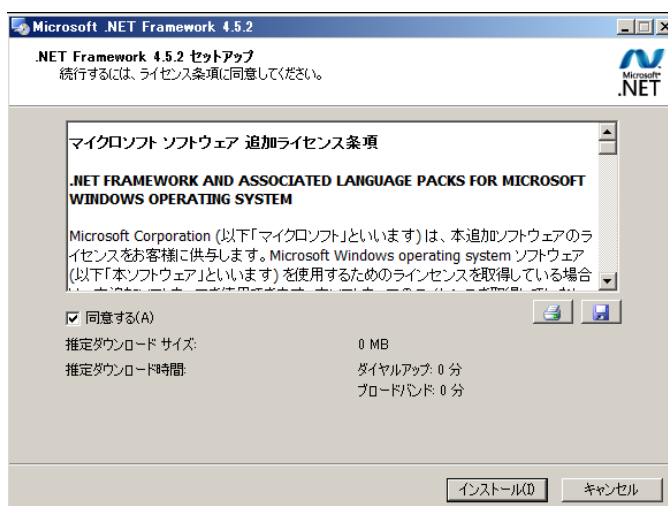 Microsoft .NET Framework 4.5.2
.NET Framework 4.5.2 セットアップ
続行するには、ライセンス条項に同意してください。
Microsoft
.NET
マイクロソフト ソフトウェア 追加ライセンス条項
.NET FRAMEWORK AND ASSOCIATED LANGUAGE PACKS FOR MICROSOFT
WINDOWS OPERATING SYSTEM
Microsoft Corporation (以下「マイクロソフト」といいます) は、本追加ソフトウェアのラ
イセンスをお客様に供与します。Microsoft Windows operating system ソフトウェア
(以下「本ソフトウェア」といいます) を使用するためのラインセンスを取得している場合
同意する(A)
推定ダウンロード サイズ: 0 MB
推定ダウンロード時間: ダイヤルアップ: 0 分
ブロードバンド: 0 分
インストール(I) キャンセル